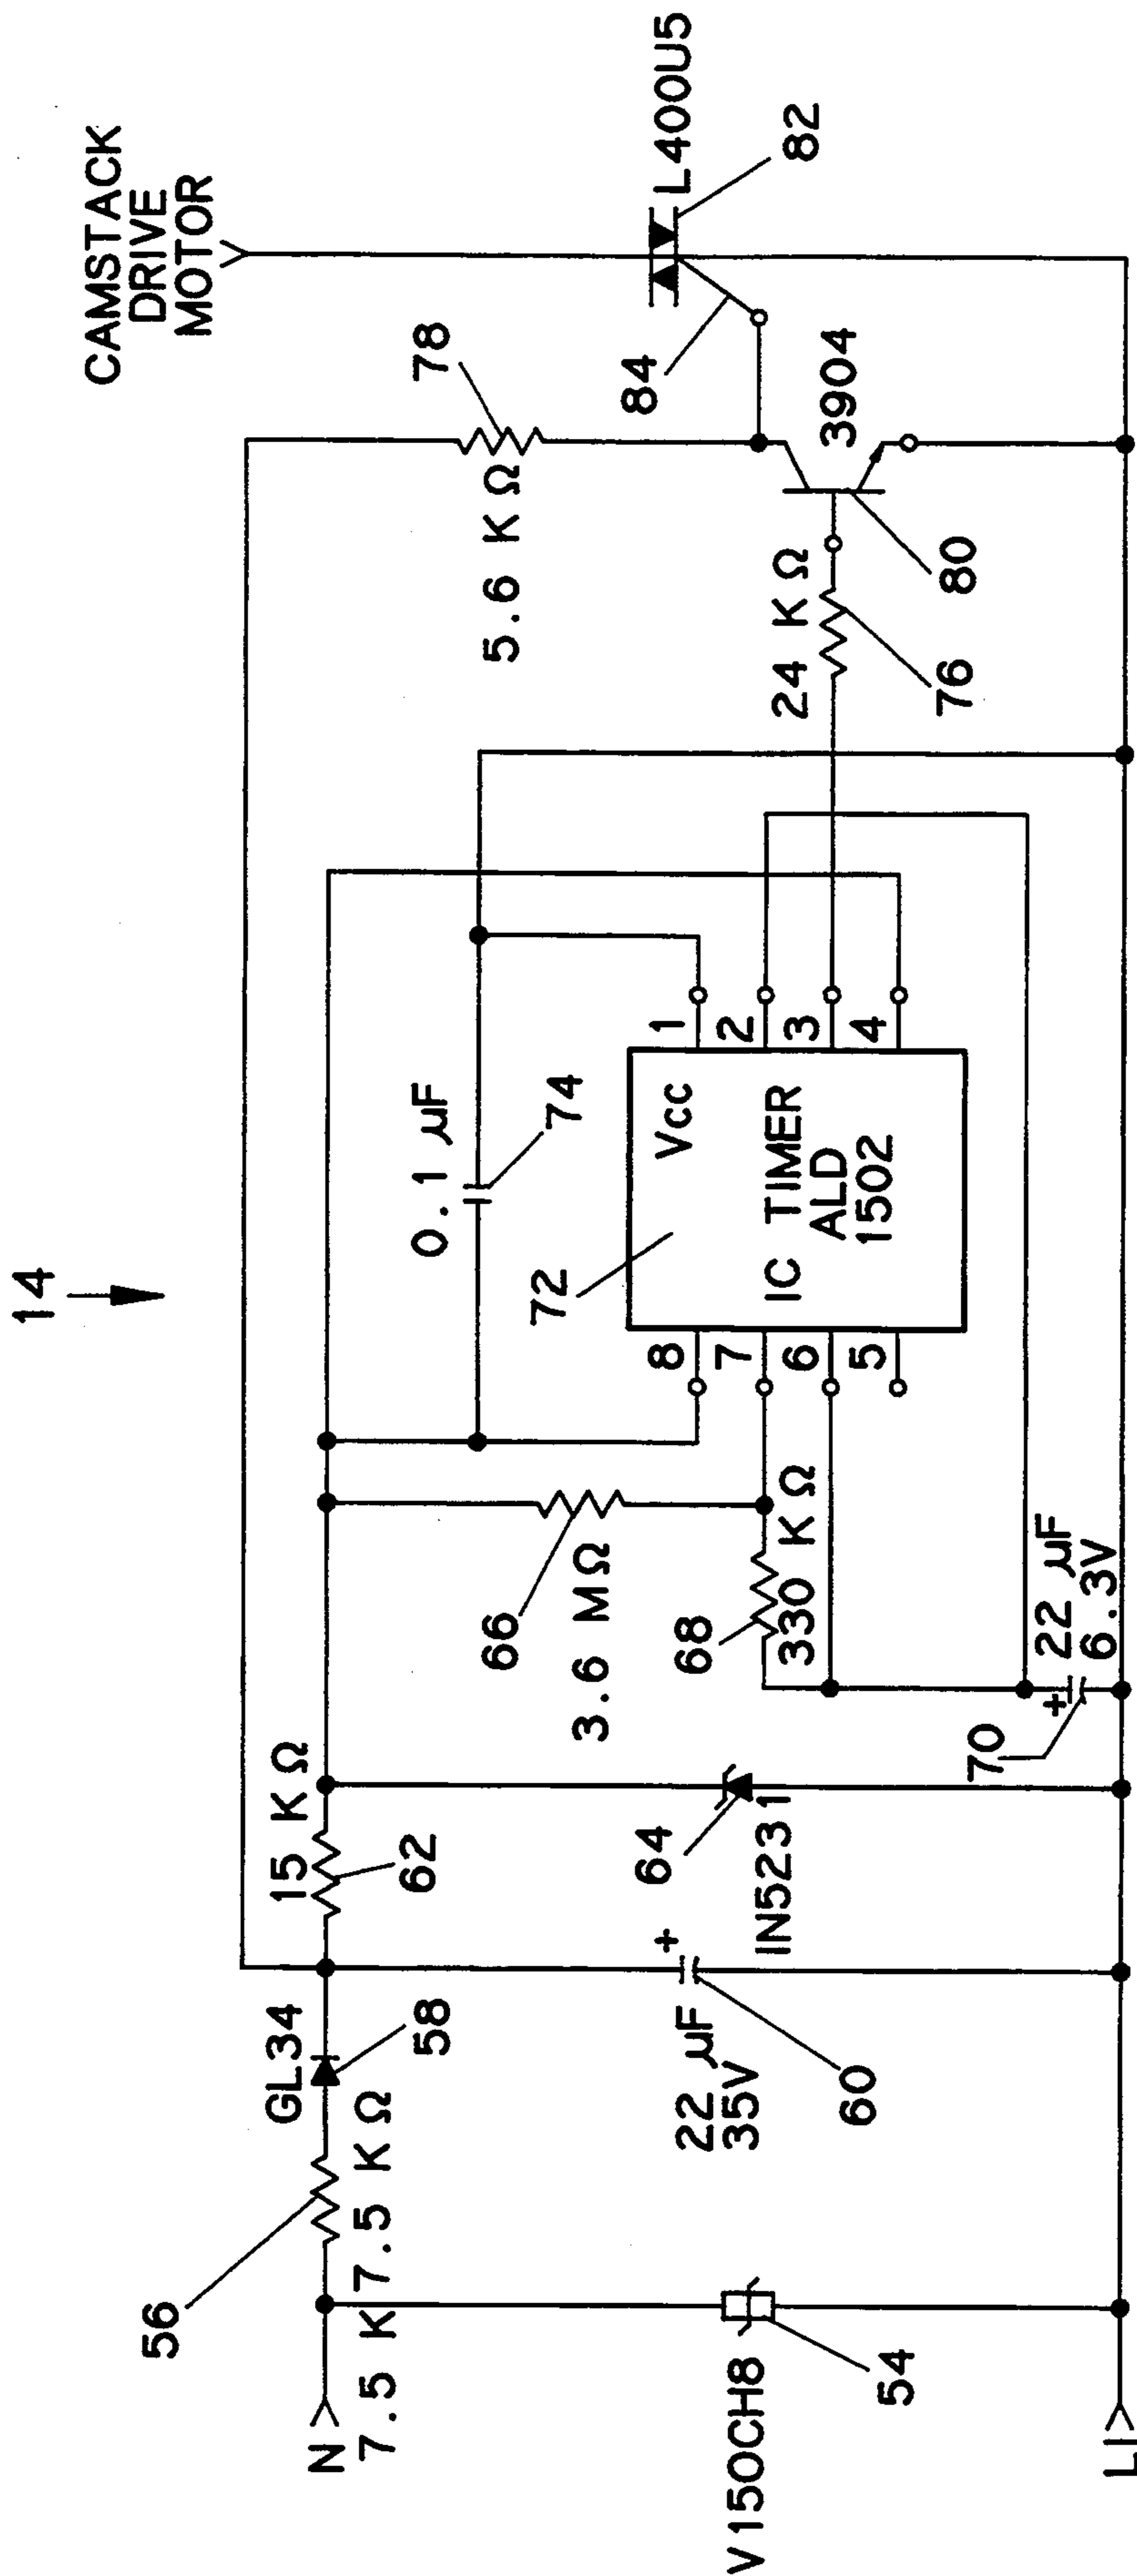 14
CAMSTACK
DRIVE
MOTOR
78
5.6 KΩ
L400U5
82
84
3904
80
24 KΩ
76
0.1 µF
74
72
Vcc
IC TIMER
ALD
1502
1
2
3
4
8
7
6
5
66
3.6 MΩ
68
330 KΩ
+
22 µF
6.3V
70
15 KΩ
62
64
IN5231
GL34
58
+
22 µF
35V
60
56
7.5 K 7.5 KΩ
N
V150CH8
54
LI